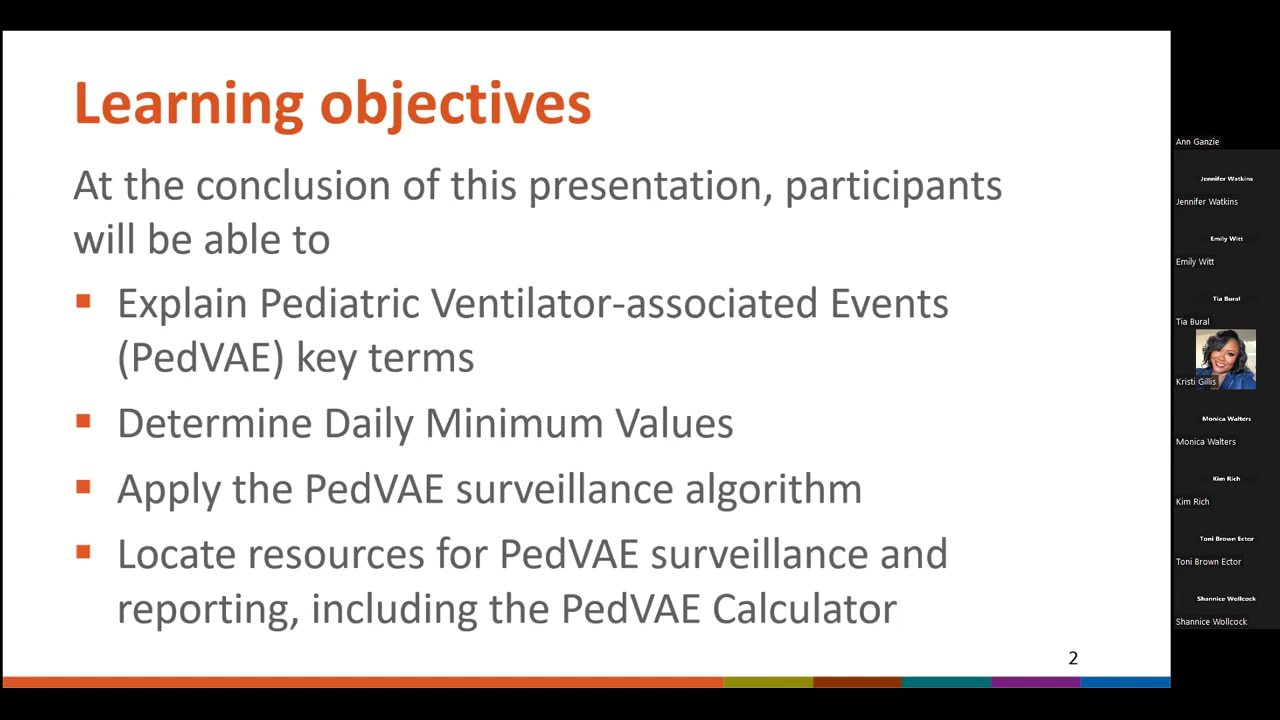 Learning objectives
At the conclusion of this presentation, participants
will be able to
▪ Explain Pediatric Ventilator-associated Events
(PedVAE) key terms
▪ Determine Daily Minimum Values
▪ Apply the PedVAE surveillance algorithm
▪ Locate resources for PedVAE surveillance and
reporting, including the PedVAE Calculator
2
Ann Ganzie
Jennifer Watkins
Jennifer Watkins
Emily Witt
Emily Witt
Tia Bural
Tia Bural
Kristi Gillis
Monica Walters
Monica Walters
Kim Rich
Kim Rich
Toni Brown Ector
Toni Brown Ector
Shannice Wollcock
Shannice Wollcock